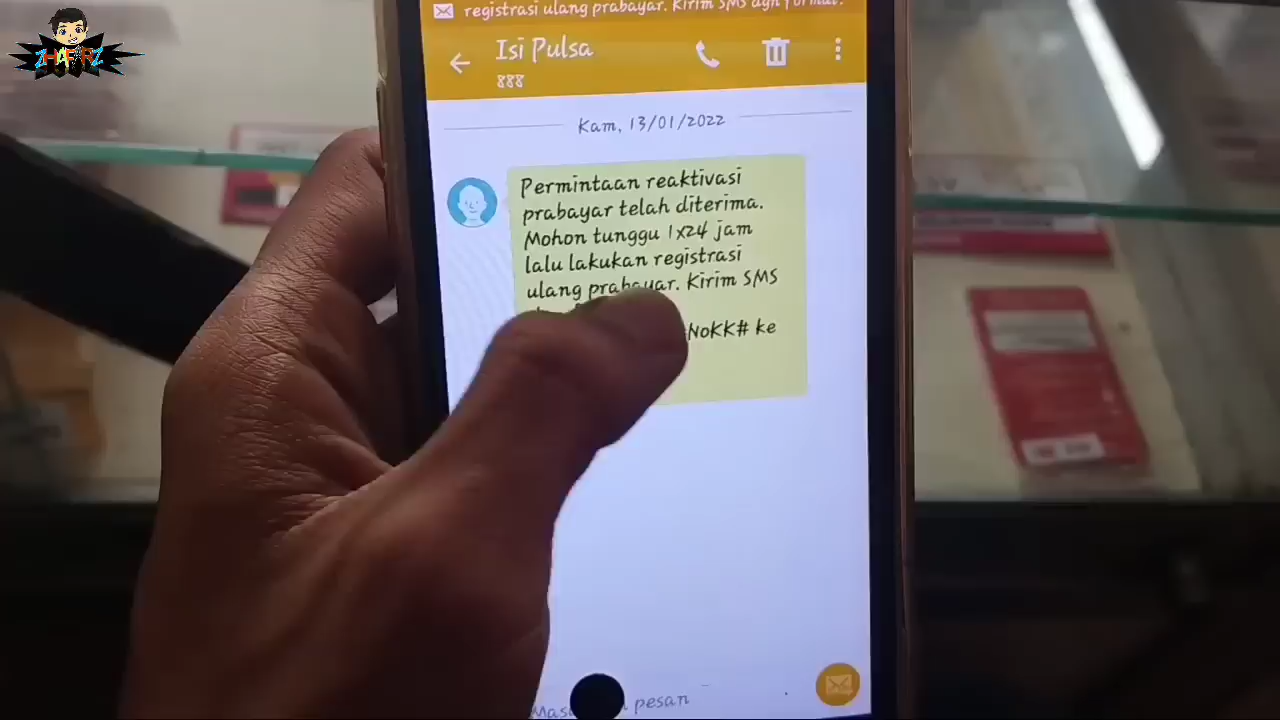 ZHAFIRZ
registrasi ulang prabayar. Kirim SMS dgn format:
Isi Pulsa
888
Kam, 13/01/2022
Permintaan reaktivasi
prabayar telah diterima.
Mohon tunggu 1x24 jam
lalu lakukan registrasi
ulang prabayar. Kirim SMS
NoKK# ke
pesan